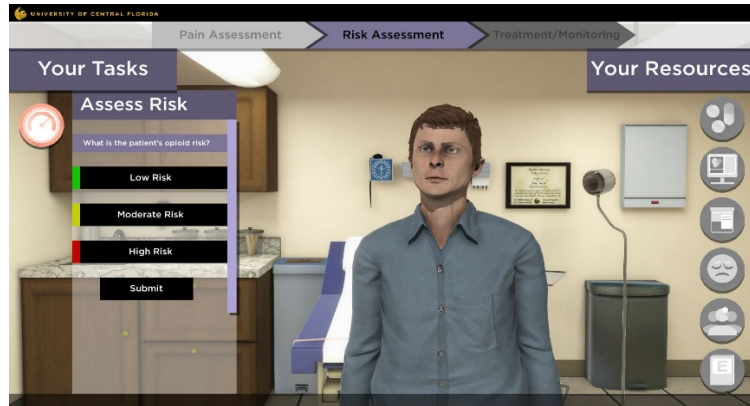 UNIVERSITY OF CENTRAL FLORIDA
Pain Assessment
Risk Assessment
Treatment/Monitoring
Your Tasks
Your Resources
Assess Risk
What is the patient's opioid risk?
Low Risk
Moderate Risk
High Risk
Submit
E